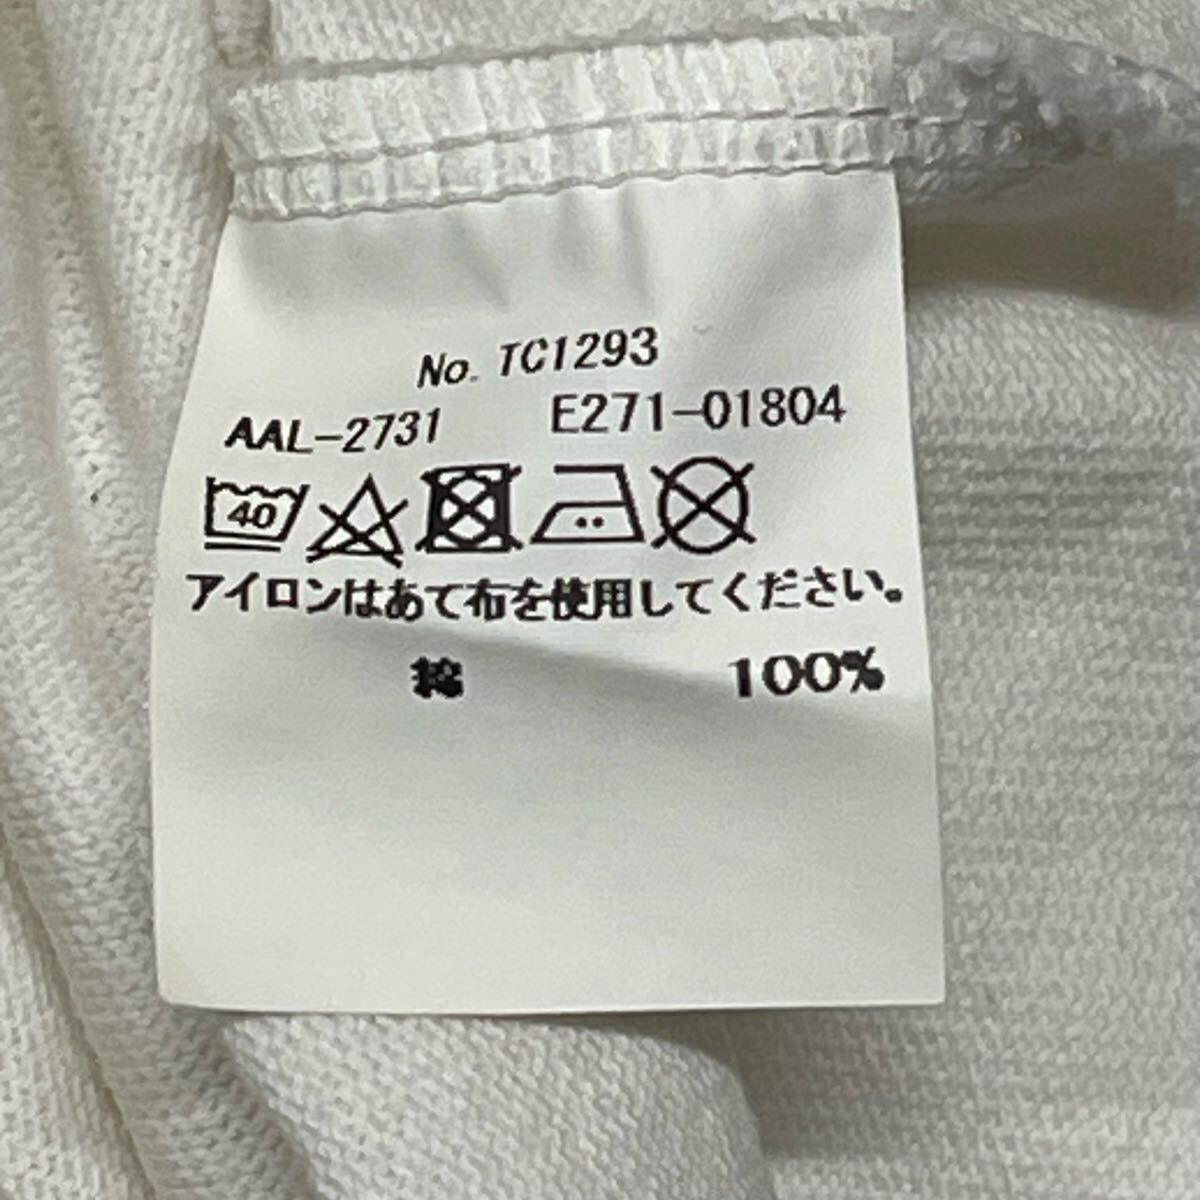 No. TC1293
AAL-2731 E271-01804
40
アイロンはあて布を使用してください。
綿 100%